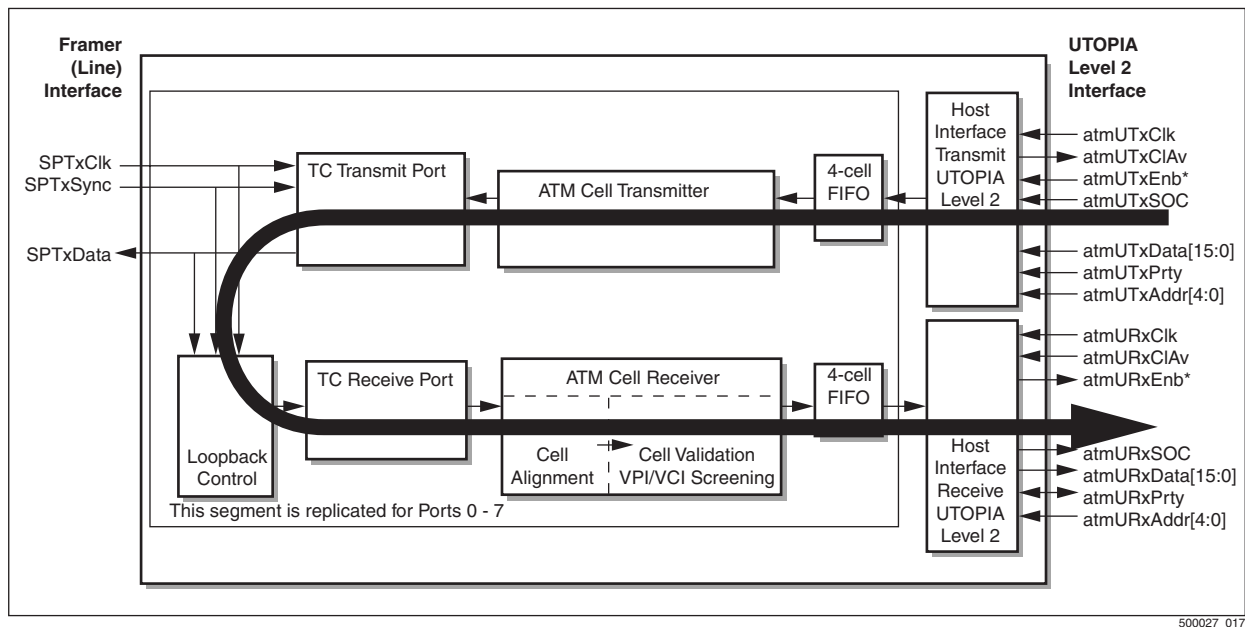 Framer
(Line)
Interface
UTOPIA
Level 2
Interface
SPTxClk
SPTxSync
SPTxData
TC Transmit Port
ATM Cell Transmitter
4-cell
FIFO
Host
Interface
Transmit
UTOPIA
Level 2
atmUTxClk
atmUTxClAv
atmUTxEnb*
atmUTxSOC
atmUTxData[15:0]
atmUTxPrty
atmUTxAddr[4:0]
Loopback
Control
TC Receive Port
ATM Cell Receiver
Cell
Alignment
Cell Validation
VPI/VCI Screening
4-cell
FIFO
Host
Interface
Receive
UTOPIA
Level 2
atmURxClk
atmURxClAv
atmURxEnb*
atmURxSOC
atmURxData[15:0]
atmURxPrty
atmURxAddr[4:0]
This segment is replicated for Ports 0 - 7
500027_017